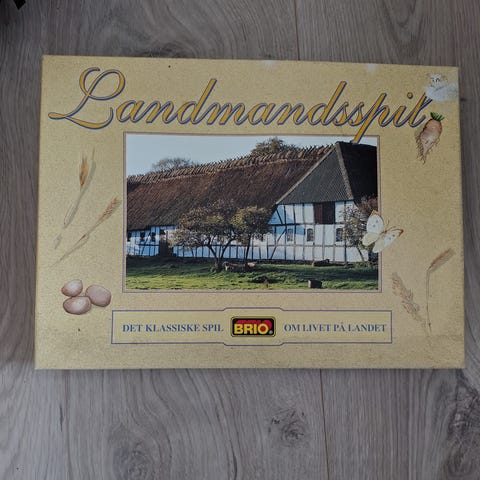 Landmandsspil
DET KLASSISKE SPIL BRIO® OM LIVET PÅ LANDET